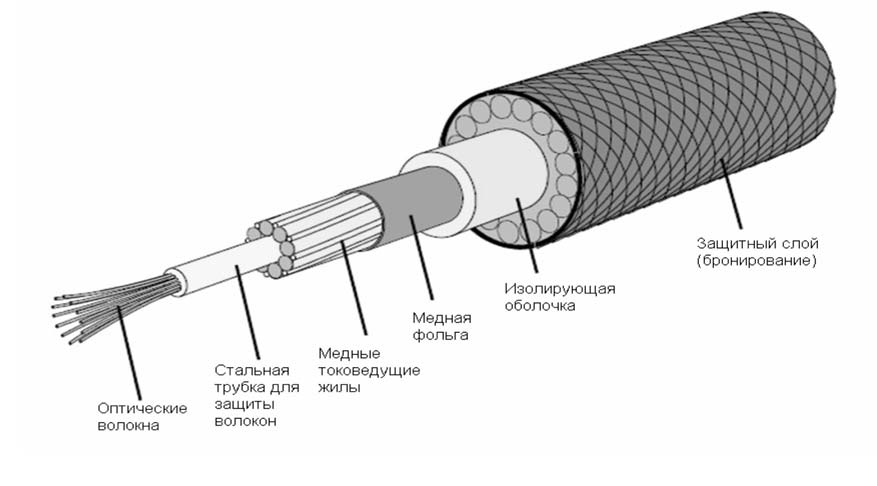 Оптические
волокна
Стальная
трубка для
защиты
волокон
Медные
токоведущие
жилы
Медная
фольга
Изолирующая
оболочка
Защитный слой
(бронирование)